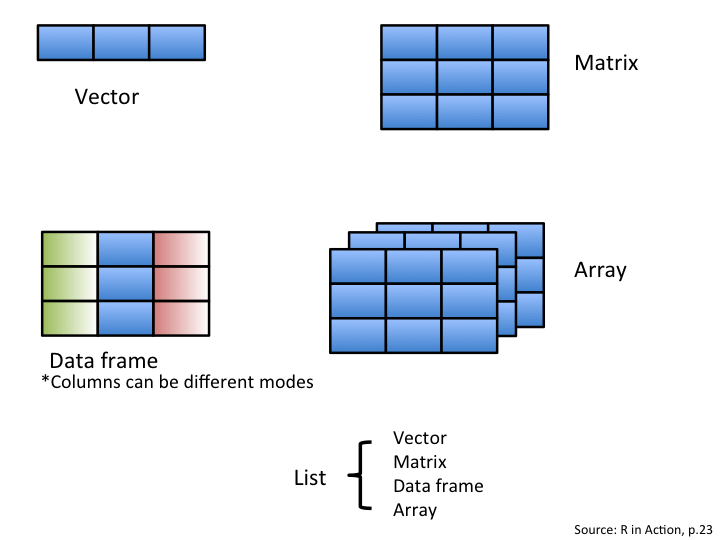 Vector
Matrix
Data frame
*Columns can be different modes
Array
List
Vector
Matrix
Data frame
Array
Source: R in Action, p.23